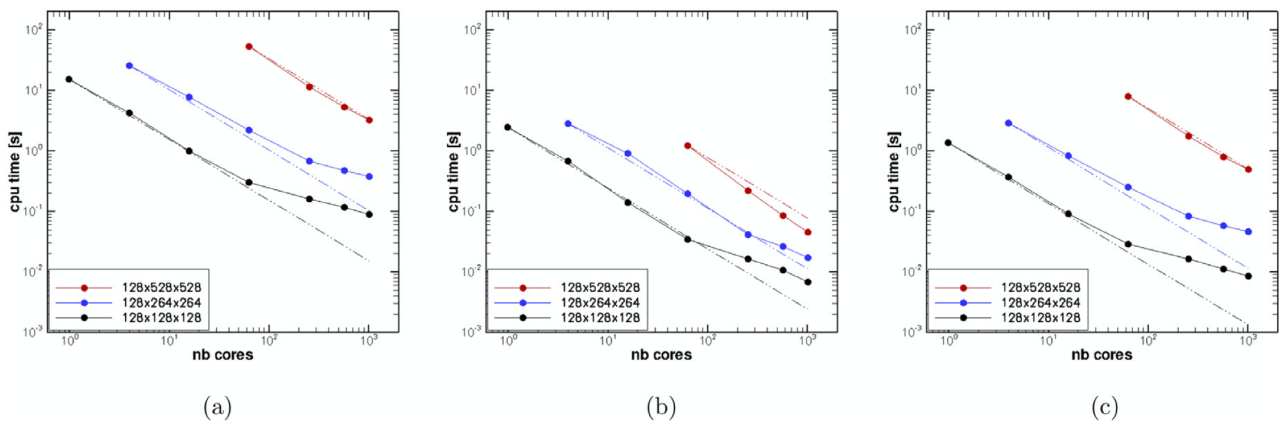 10² 10¹ 10⁰ 10⁻¹ 10⁻² 10⁻³
cpu time [s]
128x528x528
128x264x264
128x128x128
10⁰ 10¹ 10² 10³
nb cores
(a)
10² 10¹ 10⁰ 10⁻¹ 10⁻² 10⁻³
cpu time [s]
128x528x528
128x264x264
128x128x128
10⁰ 10¹ 10² 10³
nb cores
(b)
10² 10¹ 10⁰ 10⁻¹ 10⁻² 10⁻³
cpu time [s]
128x528x528
128x264x264
128x128x128
10⁰ 10¹ 10² 10³
nb cores
(c)